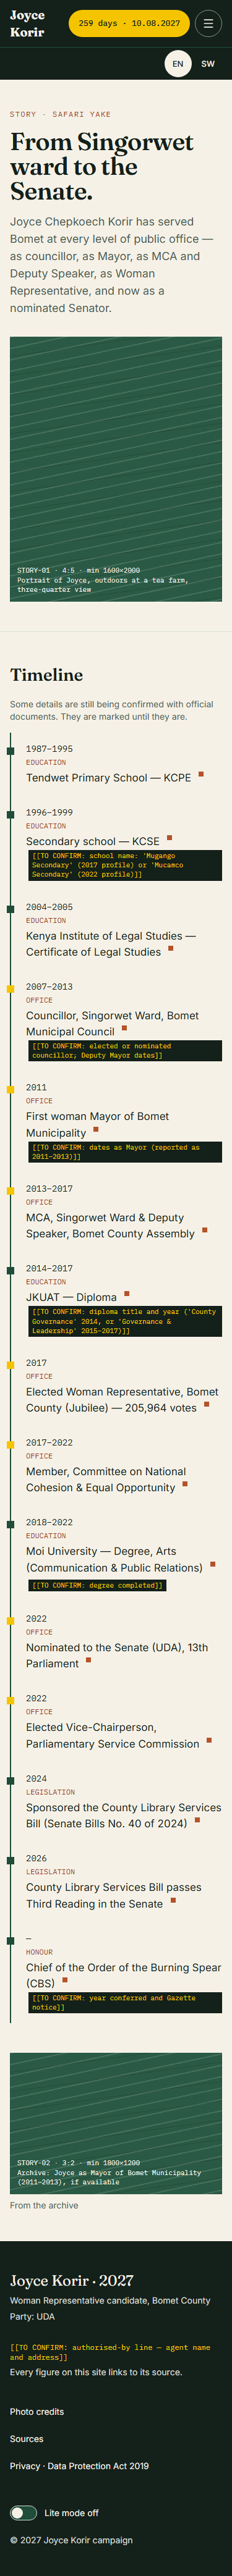 Joyce
Korir
259 days · 10.08.2027
EN
SW
STORY · SAFARI YAKE
From Singorwet
ward to the
Senate.
Joyce Chepkoech Korir has served
Bomet at every level of public office —
as councillor, as Mayor, as MCA and
Deputy Speaker, as Woman
Representative, and now as a
nominated Senator.
STORY-01 · 4:5 · min 1600×2000
Portrait of Joyce, outdoors at a tea farm,
three-quarter view
Timeline
Some details are still being confirmed with official
documents. They are marked until they are.
1987–1995
EDUCATION
Tendwet Primary School — KCPE
1996–1999
EDUCATION
Secondary school — KCSE
[[TO CONFIRM: school name: 'Mugango
Secondary' (2017 profile) or 'Mucamco
Secondary' (2022 profile)]]
2004–2005
EDUCATION
Kenya Institute of Legal Studies —
Certificate of Legal Studies
2007–2013
OFFICE
Councillor, Singorwet Ward, Bomet
Municipal Council
[[TO CONFIRM: elected or nominated
councillor; Deputy Mayor dates]]
2011
OFFICE
First woman Mayor of Bomet
Municipality
[[TO CONFIRM: dates as Mayor (reported as
2011–2013)]]
2013–2017
OFFICE
MCA, Singorwet Ward & Deputy
Speaker, Bomet County Assembly
2014–2017
EDUCATION
JKUAT — Diploma
[[TO CONFIRM: diploma title and year ('County
Governance' 2014, or 'Governance &
Leadership' 2015–2017)]]
2017
OFFICE
Elected Woman Representative, Bomet
County (Jubilee) — 205,964 votes
2017–2022
OFFICE
Member, Committee on National
Cohesion & Equal Opportunity
2018–2022
EDUCATION
Moi University — Degree, Arts
(Communication & Public Relations)
[[TO CONFIRM: degree completed]]
2022
OFFICE
Nominated to the Senate (UDA), 13th
Parliament
2022
OFFICE
Elected Vice-Chairperson,
Parliamentary Service Commission
2024
LEGISLATION
Sponsored the County Library Services
Bill (Senate Bills No. 40 of 2024)
2026
LEGISLATION
County Library Services Bill passes
Third Reading in the Senate
—
HONOUR
Chief of the Order of the Burning Spear
(CBS)
[[TO CONFIRM: year conferred and Gazette
notice]]
STORY-02 · 3:2 · min 1800×1200
Archive: Joyce as Mayor of Bomet Municipality
(2011–2013), if available
From the archive
Joyce Korir · 2027
Woman Representative candidate, Bomet County
Party: UDA
[[TO CONFIRM: authorised-by line — agent name
and address]]
Every figure on this site links to its source.
Photo credits
Sources
Privacy · Data Protection Act 2019
Lite mode off
© 2027 Joyce Korir campaign